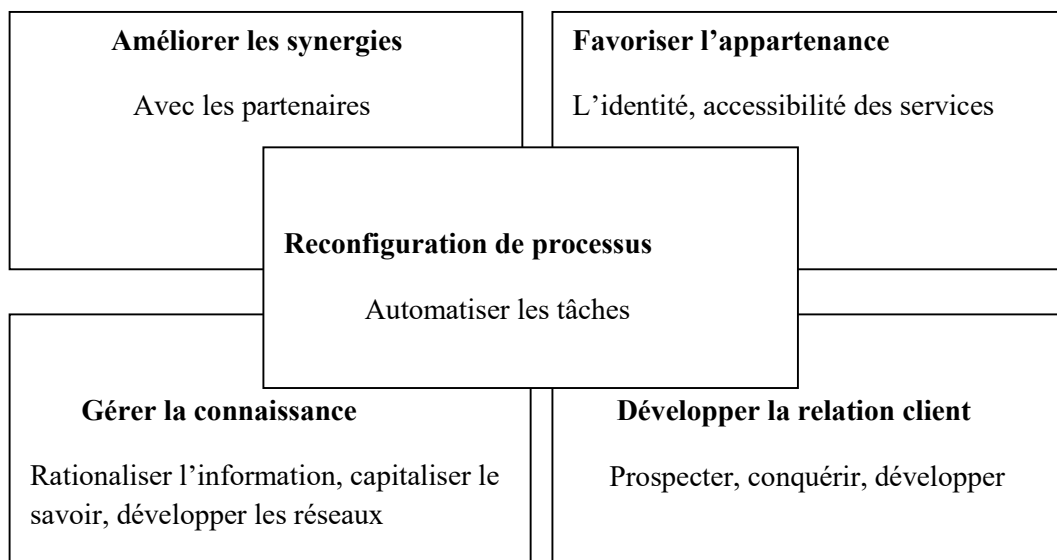 Améliorer les synergies
Avec les partenaires
Favoriser l’appartenance
L’identité, accessibilité des services
Reconfiguration de processus
Automatiser les tâches
Gérer la connaissance
Rationaliser l’information, capitaliser le
savoir, développer les réseaux
Développer la relation client
Prospecter, conquérir, développer